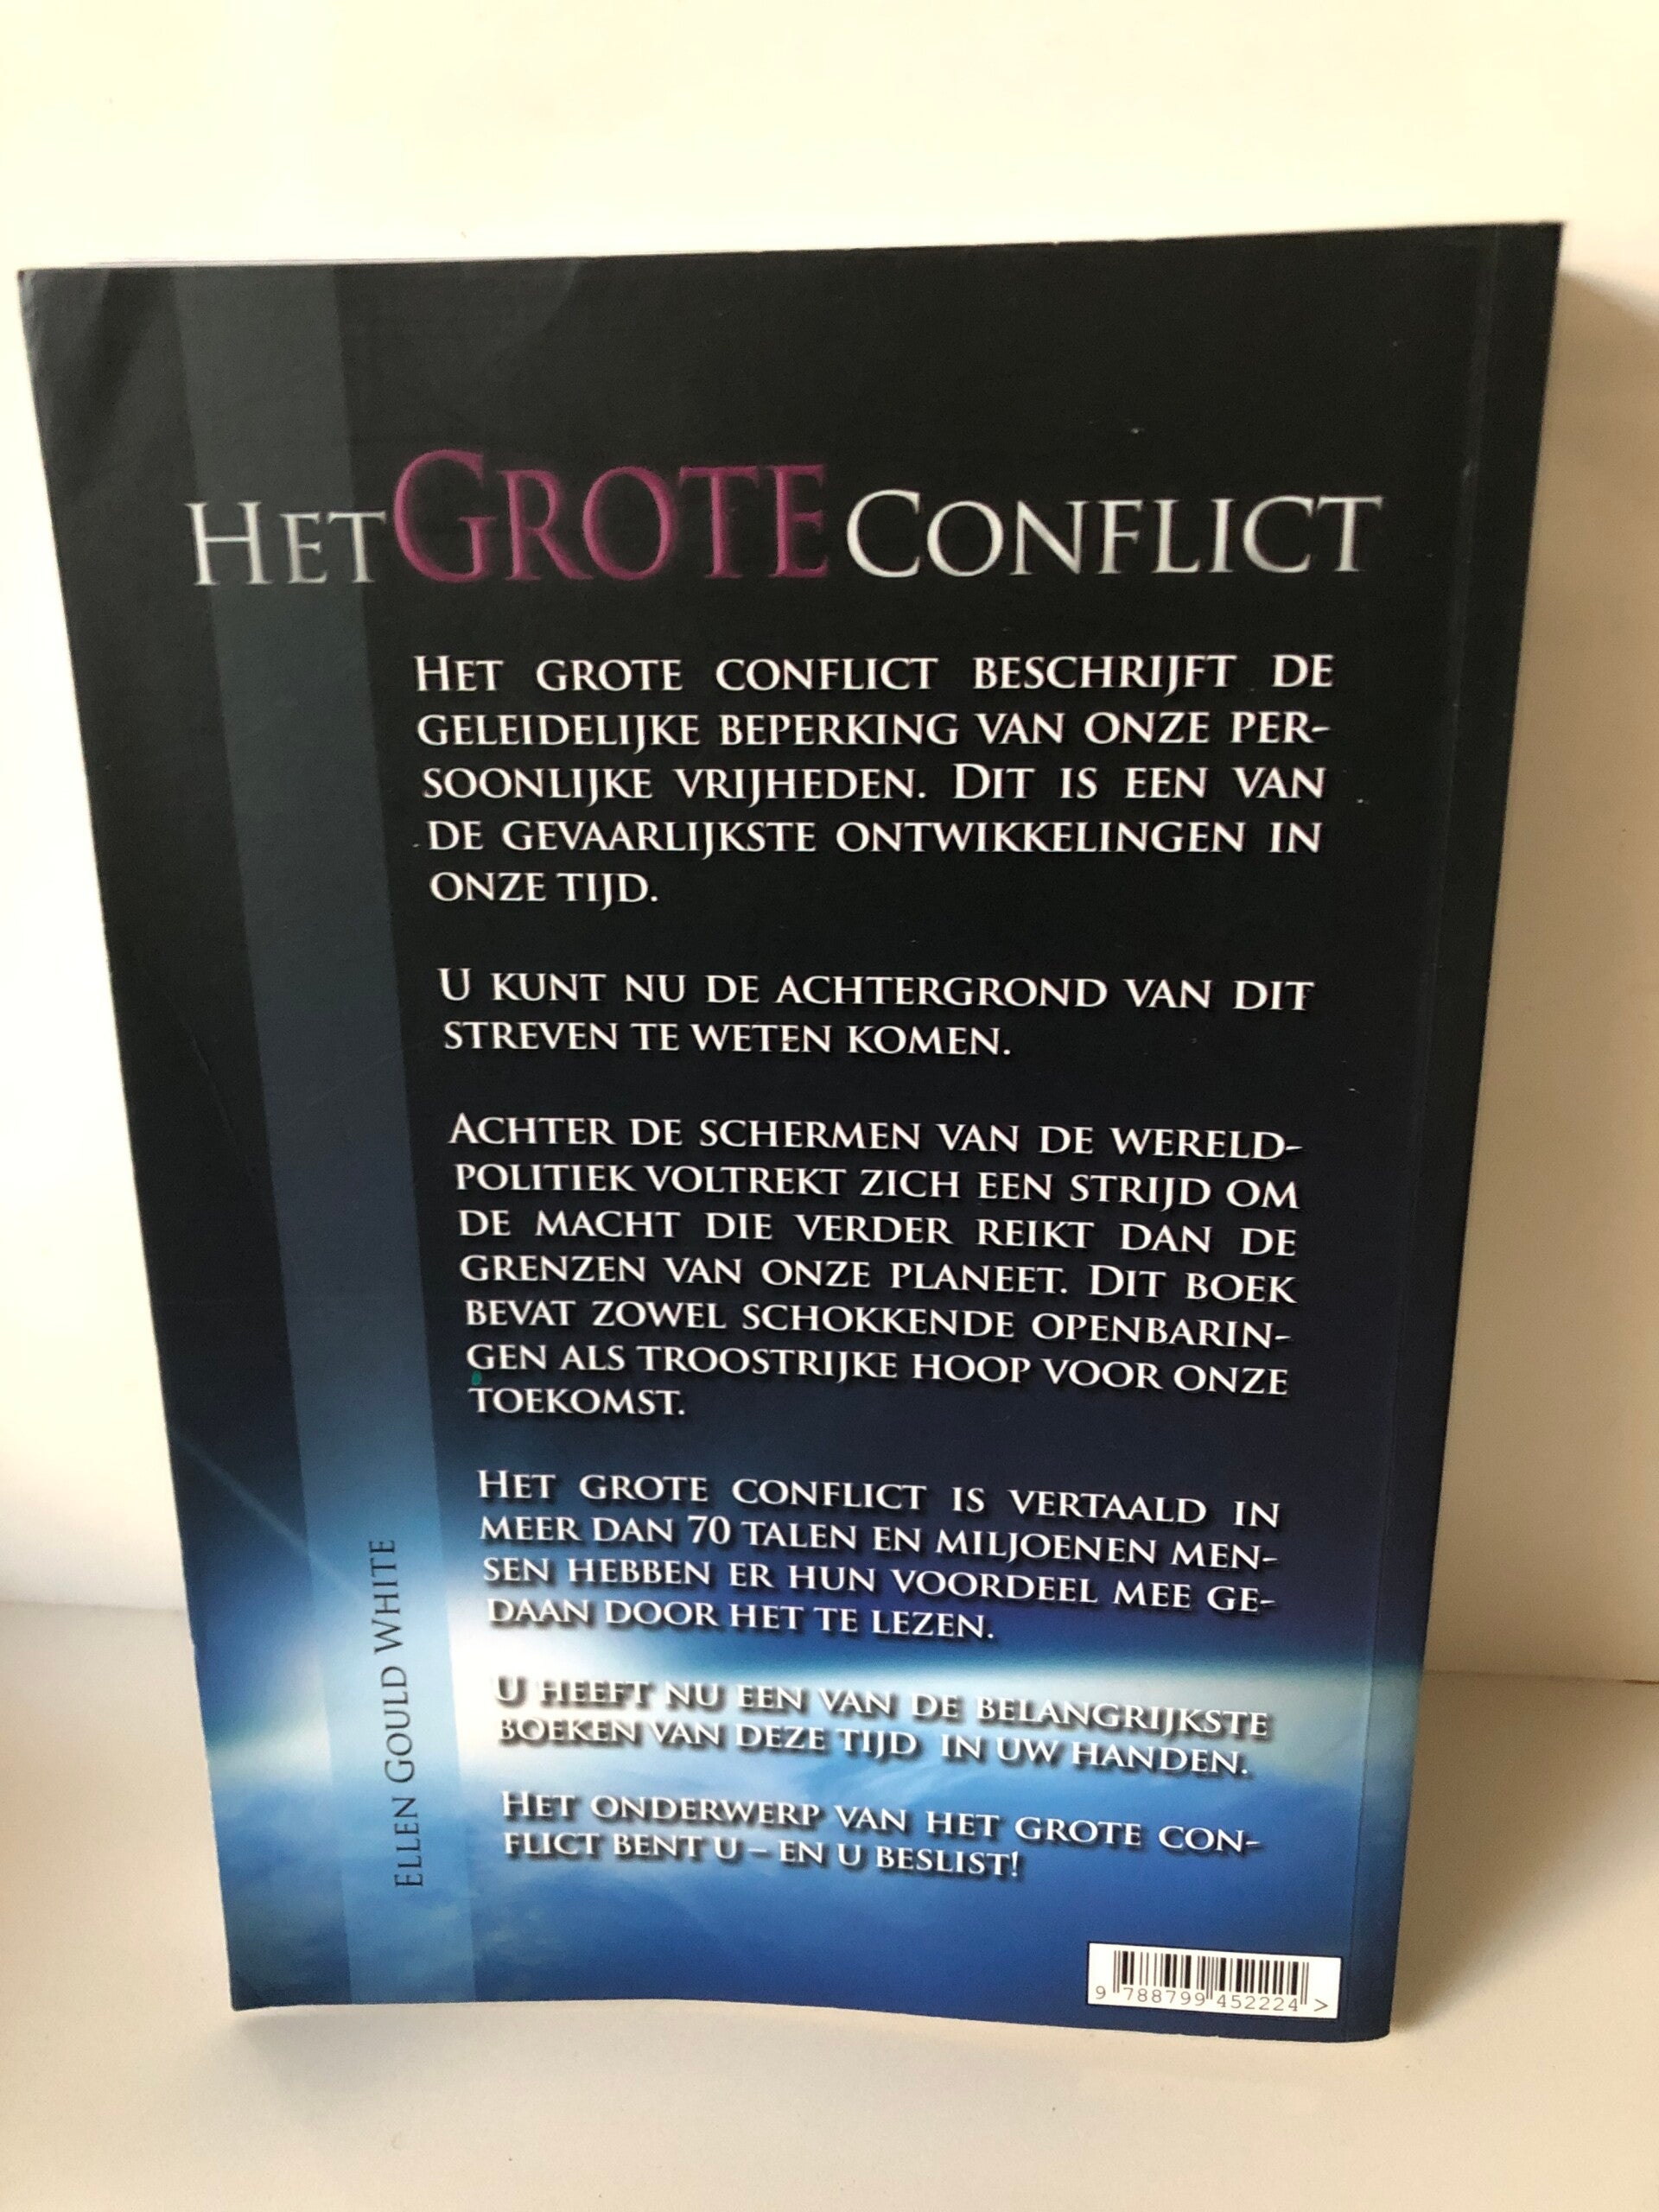 HET GROTE CONFLICT
HET GROTE CONFLICT BESCHRIJFT DE
GELEIDELIJKE BEPERKING VAN ONZE PER-
SOONLIJKE VRIJHEDEN. DIT IS EEN VAN
DE GEVAARLIJKSTE ONTWIKKELINGEN IN
ONZE TIJD.
U KUNT NU DE ACHTERGROND VAN DIT
STREVEN TE WETEN KOMEN.
ACHTER DE SCHERMEN VAN DE WERELD-
POLITIEK VOLTREKT ZICH EEN STRIJD OM
DE MACHT DIE VERDER REIKT DAN DE
GRENZEN VAN ONZE PLANEET. DIT BOEK
BEVAT ZOWEL SCHOKKENDE OPENBARIN-
GEN ALS TROOSTRIJKE HOOP VOOR ONZE
TOEKOMST.
HET GROTE CONFLICT IS VERTAALD IN
MEER DAN 70 TALEN EN MILJOENEN MEN-
SEN HEBBEN ER HUN VOORDEEL MEE GE-
DAAN DOOR HET TE LEZEN.
U HEEFT NU EEN VAN DE BELANGRIJKSTE
BOEKEN VAN DEZE TIJD IN UW HANDEN.
HET ONDERWERP VAN HET GROTE CON-
FLICT BENT U – EN U BESLIST!
ELLEN GOULD WHITE
9 788799 452224 >